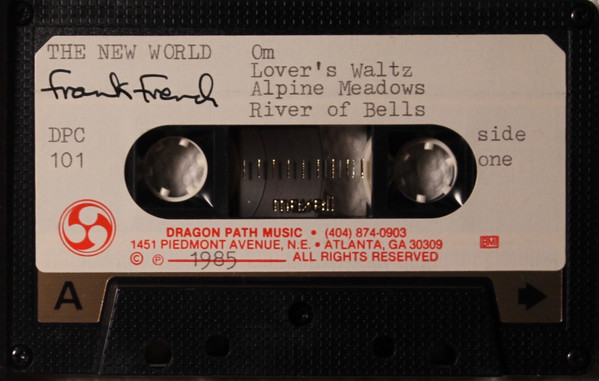 THE NEW WORLD
Frank French
DPC
101
Om
Lover's Waltz
Alpine Meadows
River of Bells
side
one
maxell
DRAGON PATH MUSIC • (404) 874-0903
1451 PIEDMONT AVENUE, N.E. • ATLANTA, GA 30309
© ℗ 1985 ALL RIGHTS RESERVED
BMI
A